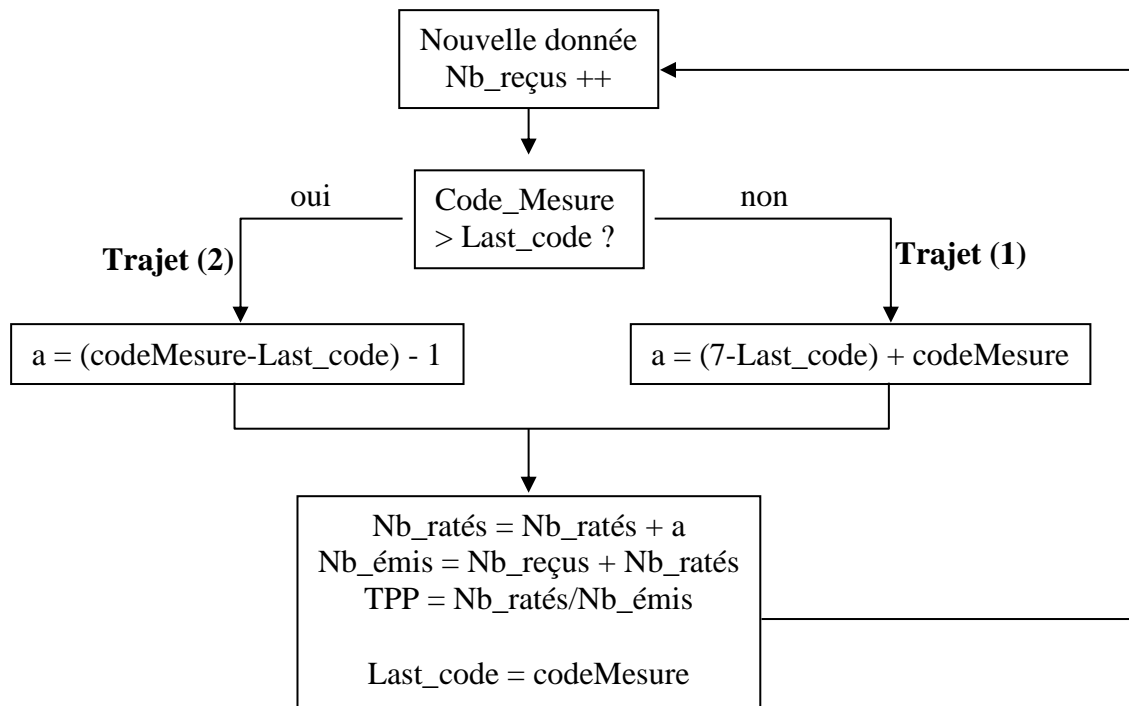 Nouvelle donnée
Nb_reçus ++
oui
Code_Mesure
> Last_code ?
non
Trajet (2)
Trajet (1)
a = (codeMesure-Last_code) - 1
a = (7-Last_code) + codeMesure
Nb_ratés = Nb_ratés + a
Nb_émis = Nb_reçus + Nb_ratés
TPP = Nb_ratés/Nb_émis
Last_code = codeMesure